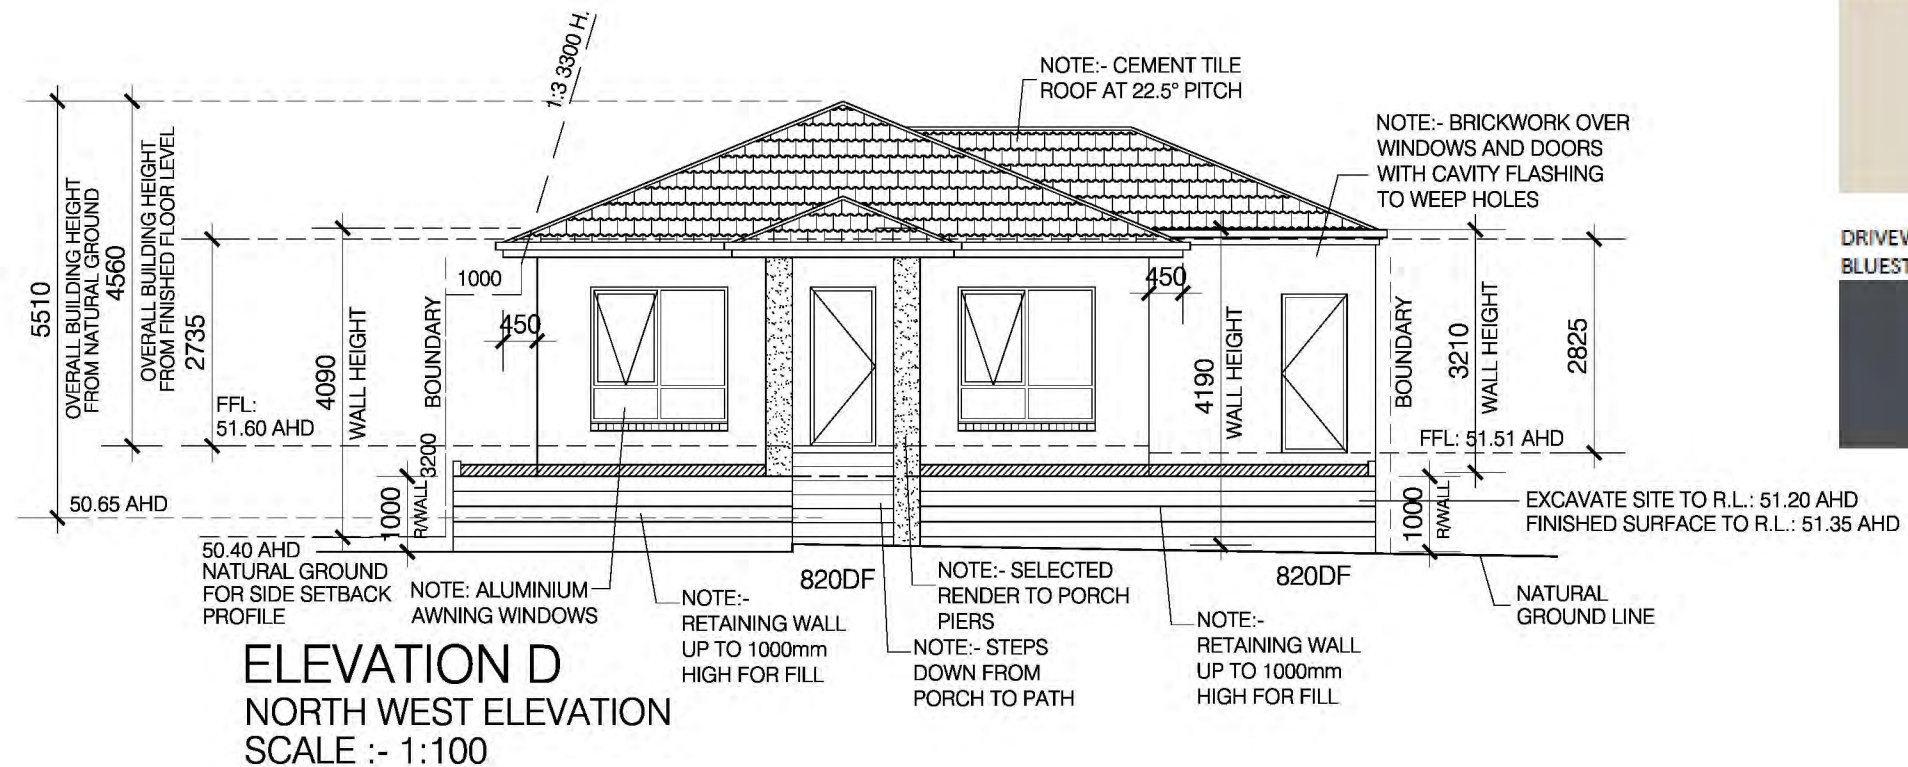 1:3 3300 H.
NOTE:- CEMENT TILE
ROOF AT 22.5° PITCH
NOTE:- BRICKWORK OVER
WINDOWS AND DOORS
WITH CAVITY FLASHING
TO WEEP HOLES
5510
OVERALL BUILDING HEIGHT
FROM NATURAL GROUND
4560
OVERALL BUILDING HEIGHT
FROM FINISHED FLOOR LEVEL
2735
FFL:
51.60 AHD
4090
WALL HEIGHT
BOUNDARY
3200
1000
450
450
4190
WALL HEIGHT
BOUNDARY
3210
WALL HEIGHT
2825
FFL: 51.51 AHD
50.65 AHD
1000
R/WALL
1000
R/WALL
EXCAVATE SITE TO R.L.: 51.20 AHD
FINISHED SURFACE TO R.L.: 51.35 AHD
50.40 AHD
NATURAL GROUND
FOR SIDE SETBACK
PROFILE
NOTE: ALUMINIUM
AWNING WINDOWS
NOTE:-
RETAINING WALL
UP TO 1000mm
HIGH FOR FILL
820DF
NOTE:- SELECTED
RENDER TO PORCH
PIERS
NOTE:- STEPS
DOWN FROM
PORCH TO PATH
NOTE:-
RETAINING WALL
UP TO 1000mm
HIGH FOR FILL
820DF
NATURAL
GROUND LINE
ELEVATION D
NORTH WEST ELEVATION
SCALE :- 1:100